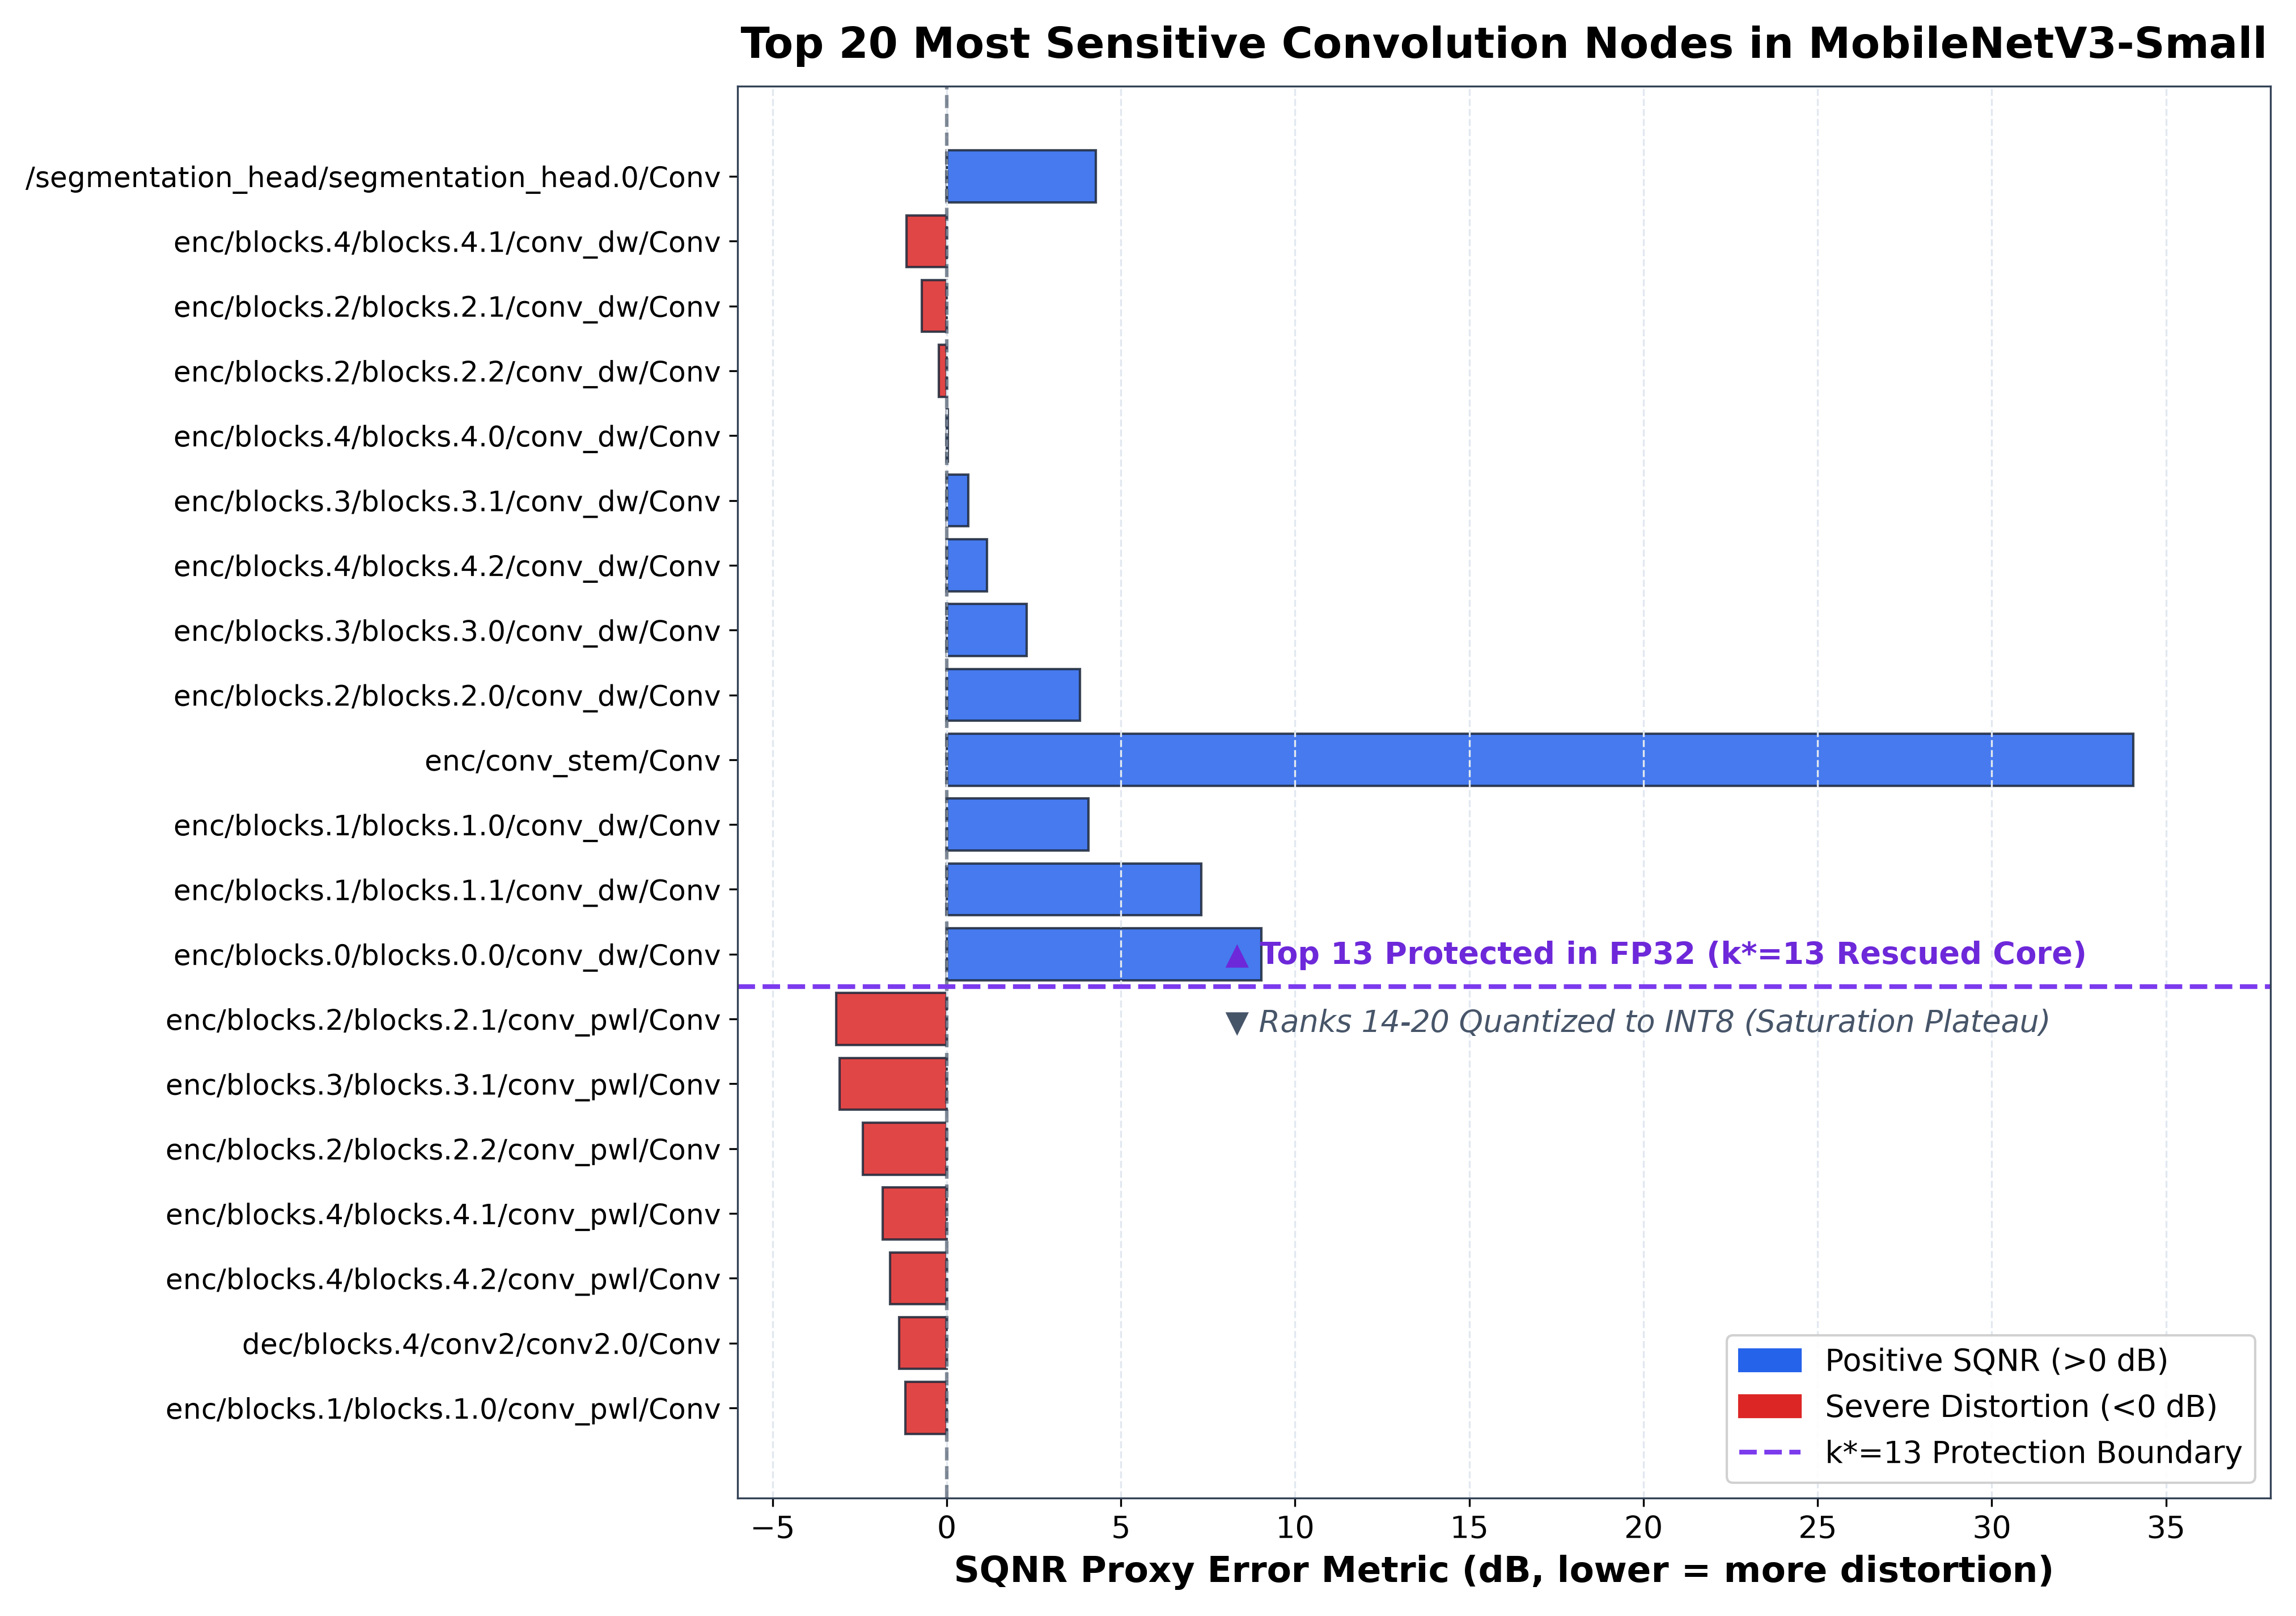 Top 20 Most Sensitive Convolution Nodes in MobileNetV3-Small
/segmentation_head/segmentation_head.0/Conv
enc/blocks.4/blocks.4.1/conv_dw/Conv
enc/blocks.2/blocks.2.1/conv_dw/Conv
enc/blocks.2/blocks.2.2/conv_dw/Conv
enc/blocks.4/blocks.4.0/conv_dw/Conv
enc/blocks.3/blocks.3.1/conv_dw/Conv
enc/blocks.4/blocks.4.2/conv_dw/Conv
enc/blocks.3/blocks.3.0/conv_dw/Conv
enc/blocks.2/blocks.2.0/conv_dw/Conv
enc/conv_stem/Conv
enc/blocks.1/blocks.1.0/conv_dw/Conv
enc/blocks.1/blocks.1.1/conv_dw/Conv
enc/blocks.0/blocks.0.0/conv_dw/Conv
▲ Top 13 Protected in FP32 (k*=13 Rescued Core)
enc/blocks.2/blocks.2.1/conv_pwl/Conv
▼ Ranks 14-20 Quantized to INT8 (Saturation Plateau)
enc/blocks.3/blocks.3.1/conv_pwl/Conv
enc/blocks.2/blocks.2.2/conv_pwl/Conv
enc/blocks.4/blocks.4.1/conv_pwl/Conv
enc/blocks.4/blocks.4.2/conv_pwl/Conv
dec/blocks.4/conv2/conv2.0/Conv
enc/blocks.1/blocks.1.0/conv_pwl/Conv
Positive SQNR (>0 dB)
Severe Distortion (<0 dB)
k*=13 Protection Boundary
−5 0 5 10 15 20 25 30 35
SQNR Proxy Error Metric (dB, lower = more distortion)